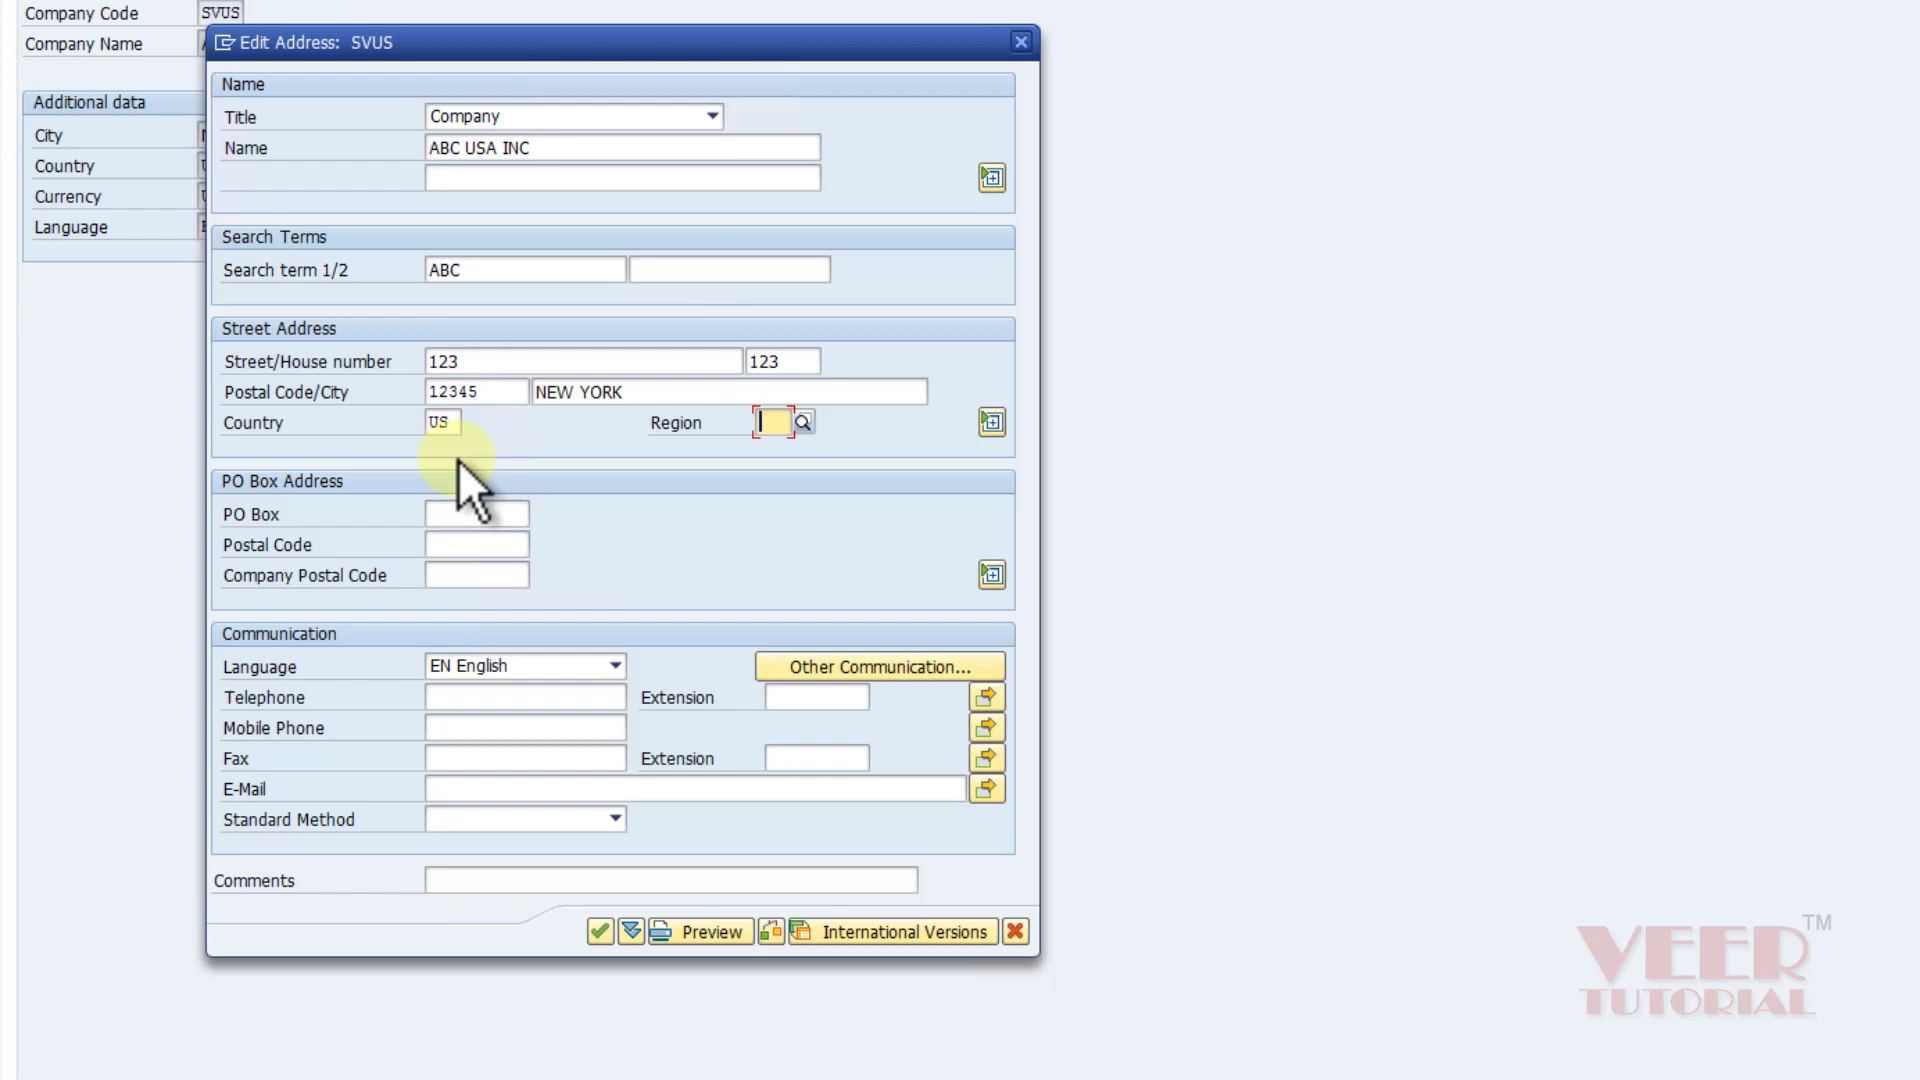 Company Code SVUS
Company Name
Edit Address: SVUS
Additional data
City
Country
Currency
Language
Name
Title Company
Name ABC USA INC
Search Terms
Search term 1/2 ABC
Street Address
Street/House number 123 123
Postal Code/City 12345 NEW YORK
Country US Region
PO Box Address
PO Box
Postal Code
Company Postal Code
Communication
Language EN English Other Communication...
Telephone Extension
Mobile Phone
Fax Extension
E-Mail
Standard Method
Comments
Preview International Versions
VEER TM
TUTORIAL